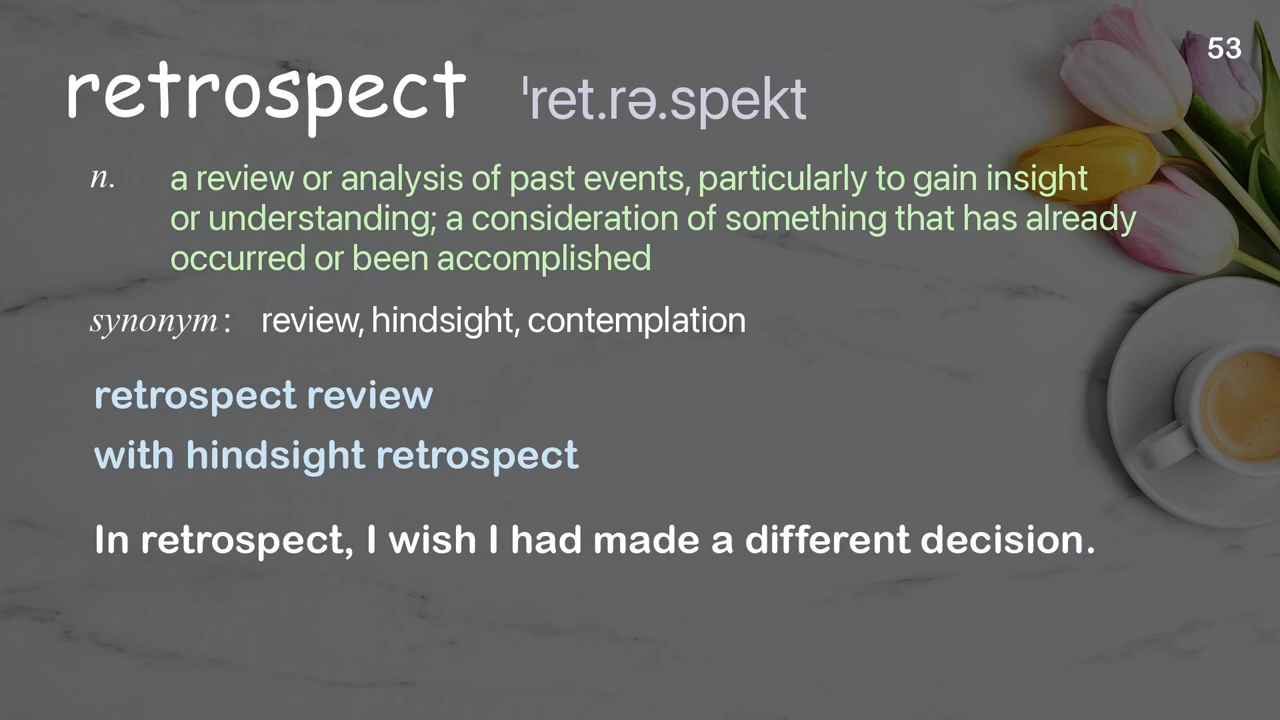 53
retrospect ˈret.rə.spekt
n. a review or analysis of past events, particularly to gain insight
or understanding; a consideration of something that has already
occurred or been accomplished
synonym: review, hindsight, contemplation
retrospect review
with hindsight retrospect
In retrospect, I wish I had made a different decision.